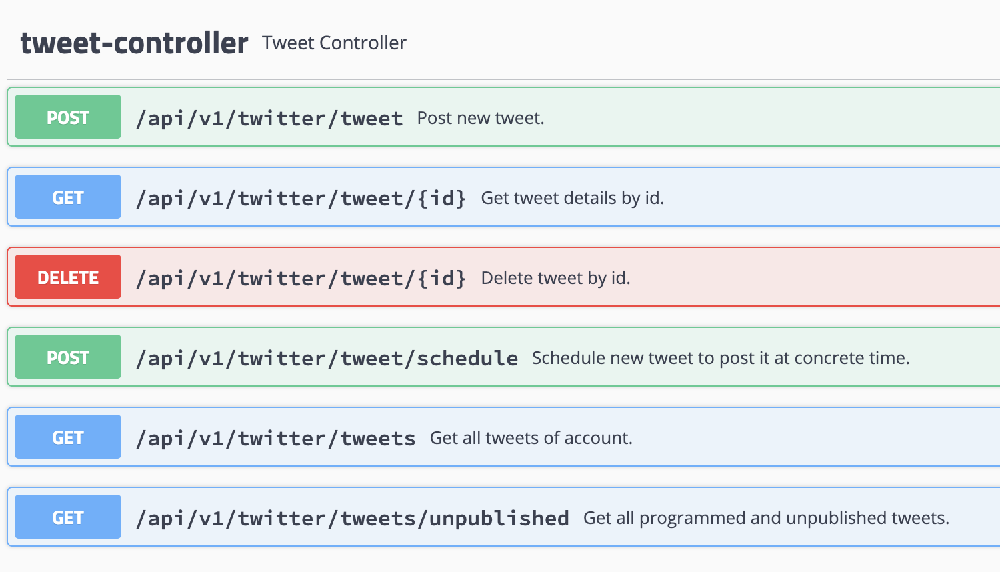 tweet-controller Tweet Controller
POST /api/v1/twitter/tweet Post new tweet.
GET /api/v1/twitter/tweet/{id} Get tweet details by id.
DELETE /api/v1/twitter/tweet/{id} Delete tweet by id.
POST /api/v1/twitter/tweet/schedule Schedule new tweet to post it at concrete time.
GET /api/v1/twitter/tweets Get all tweets of account.
GET /api/v1/twitter/tweets/unpublished Get all programmed and unpublished tweets.